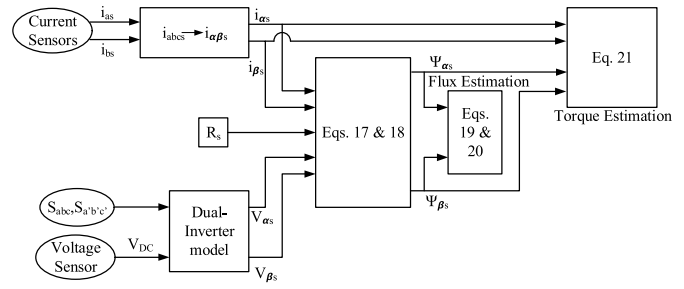 Current
Sensors
i_as
i_bs
i_abcs → i_αβs
i_αs
i_βs
R_s
Eqs. 17 & 18
Ψ_αs
Flux Estimation
Eqs.
19 &
20
Ψ_βs
Eq. 21
Torque Estimation
S_abc,S_a'b'c'
Voltage
Sensor
V_DC
Dual-
Inverter
model
V_αs
V_βs